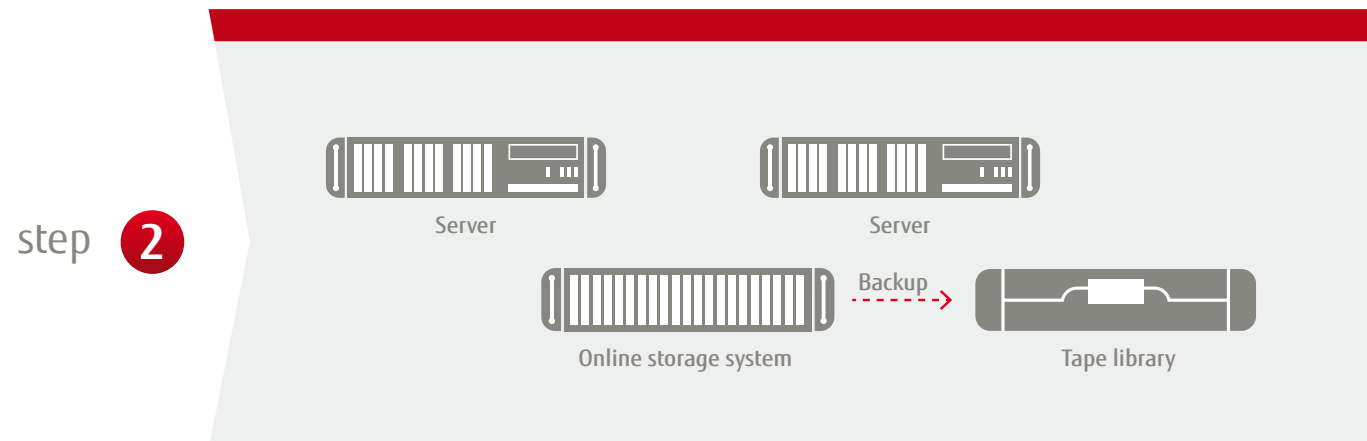 step 2
Server
Server
Backup
Online storage system
Tape library